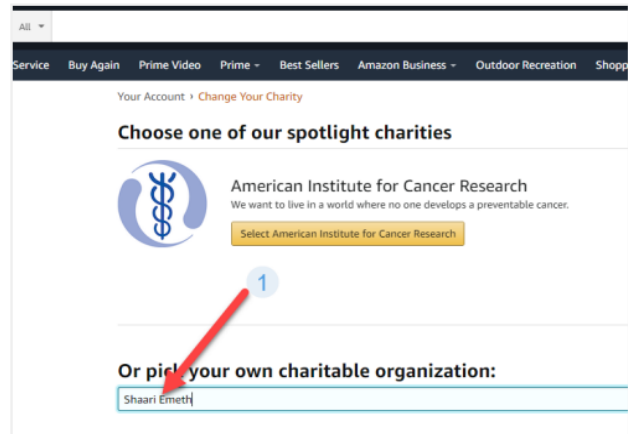 All
Service Buy Again Prime Video Prime Best Sellers Amazon Business Outdoor Recreation Shopp
Your Account › Change Your Charity
Choose one of our spotlight charities
American Institute for Cancer Research
We want to live in a world where no one develops a preventable cancer.
Select American Institute for Cancer Research
1
Or pick your own charitable organization:
Shaari Emeth